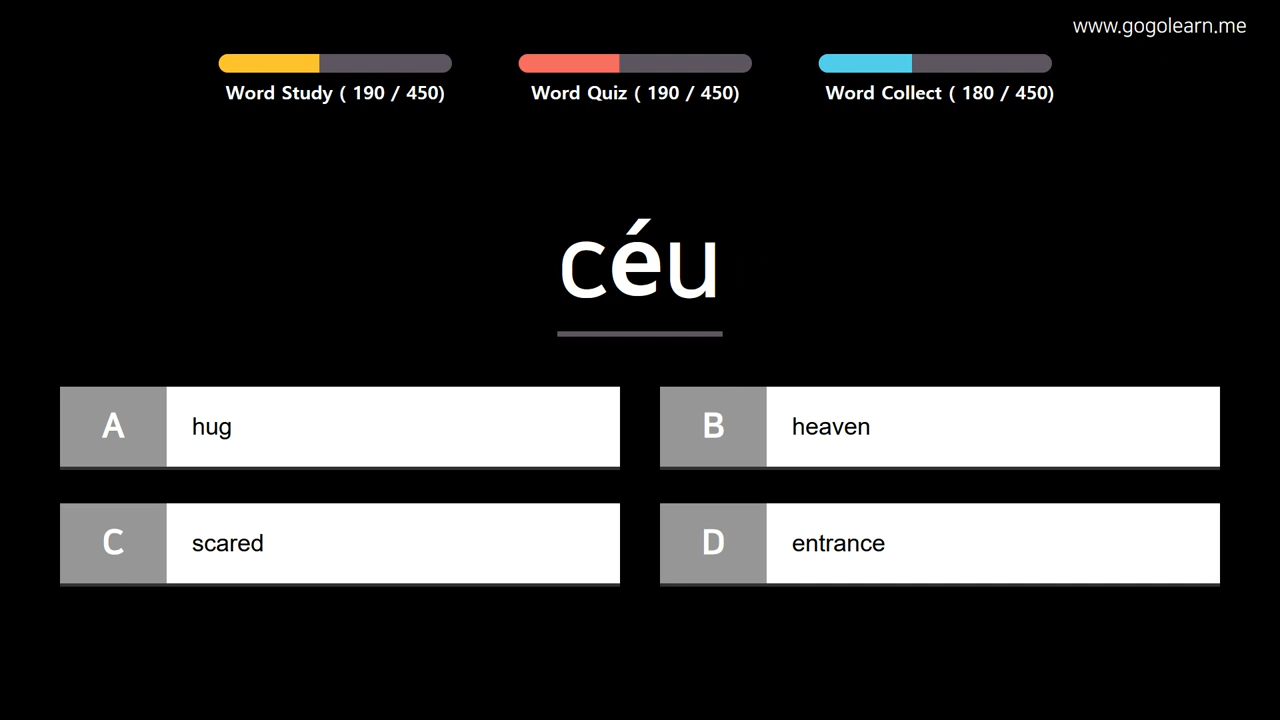 www.gogolearn.me
Word Study ( 190 / 450)
Word Quiz ( 190 / 450)
Word Collect ( 180 / 450)
céu
A hug
B heaven
C scared
D entrance